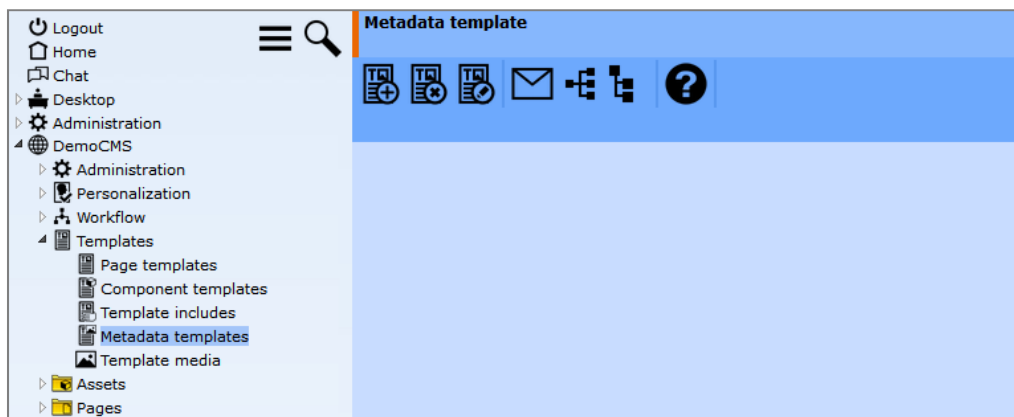 Logout
Home
Chat
Desktop
Administration
DemoCMS
Administration
Personalization
Workflow
Templates
Page templates
Component templates
Template includes
Metadata templates
Template media
Assets
Pages
Metadata template